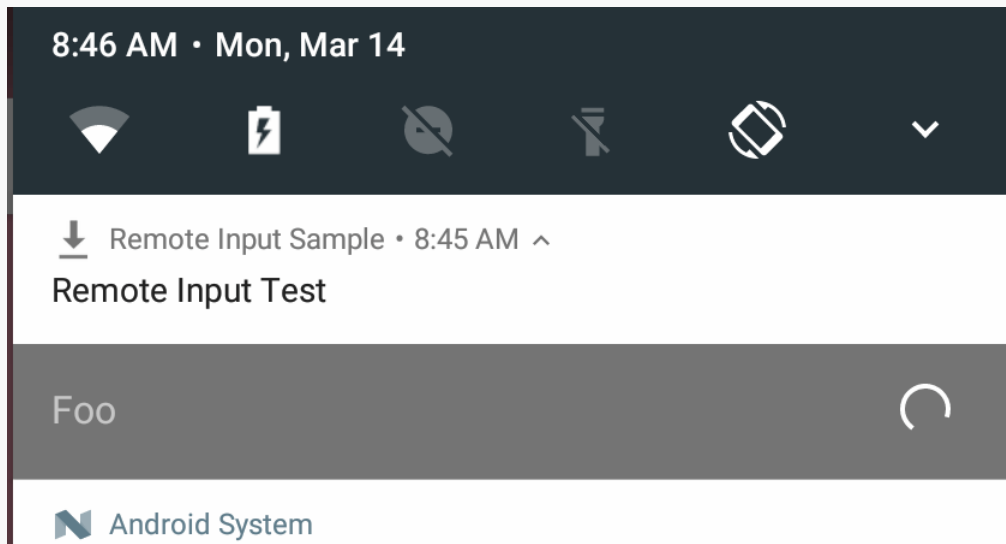 8:46 AM • Mon, Mar 14
Remote Input Sample • 8:45 AM
Remote Input Test
Foo
Android System